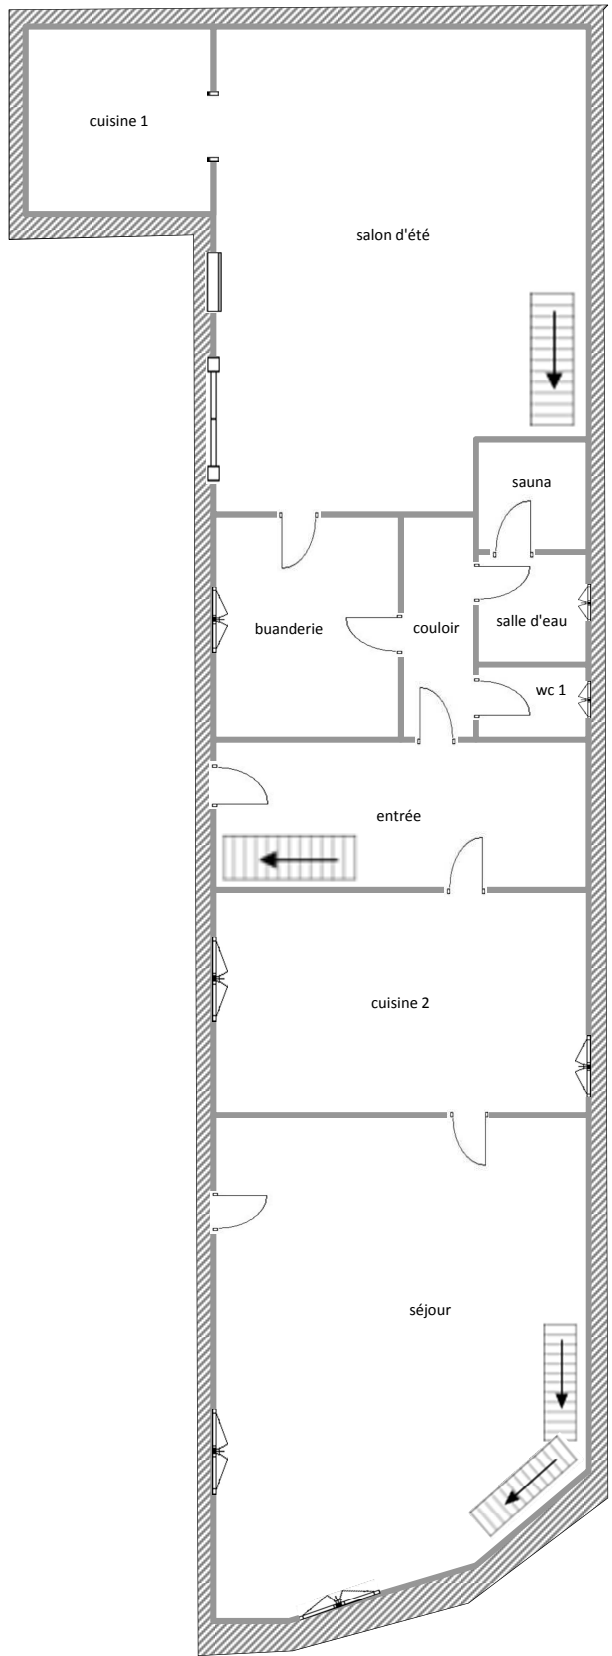 cuisine 1
salon d'été
sauna
salle d'eau
buanderie
couloir
wc 1
entrée
cuisine 2
séjour